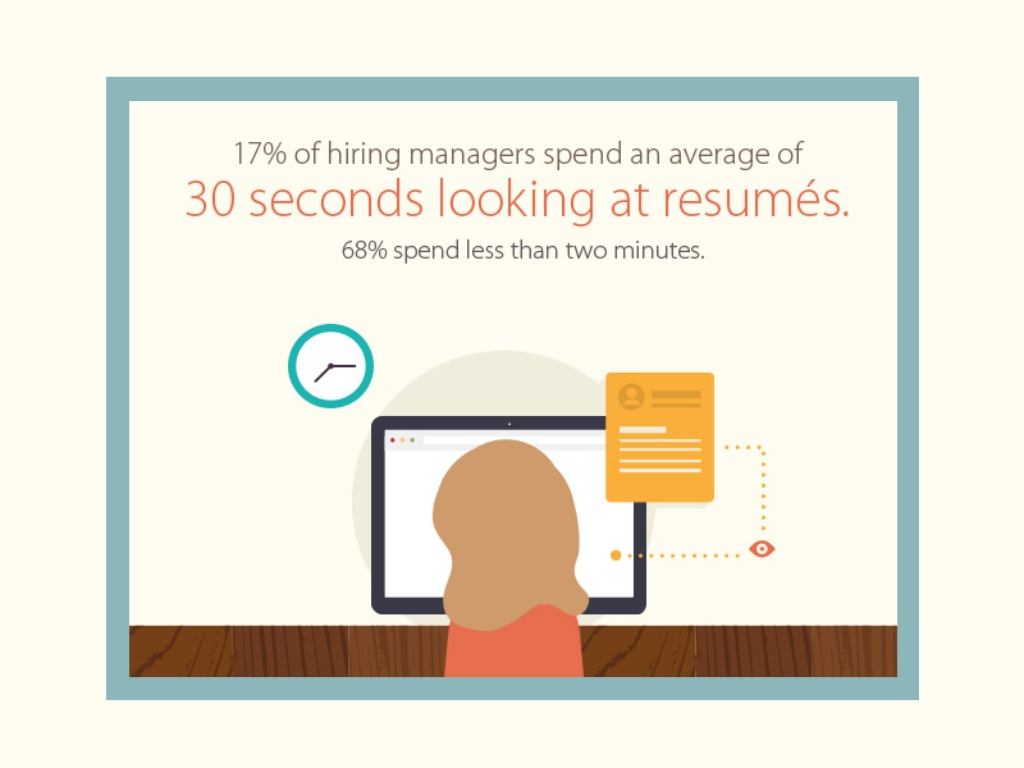 17% of hiring managers spend an average of
30 seconds looking at resumés.
68% spend less than two minutes.